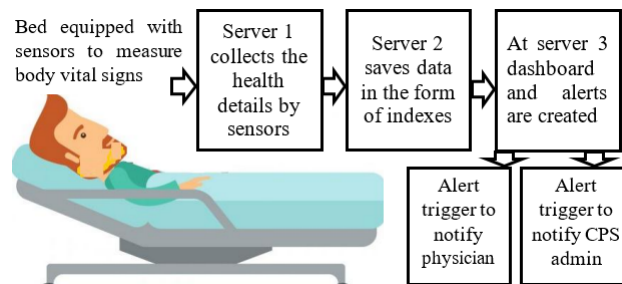 Bed equipped with
sensors to measure
body vital signs
Server 1
collects the
health
details by
sensors
Server 2
saves data
in the form
of indexes
At server 3
dashboard
and alerts
are created
Alert
trigger to
notify
physician
Alert
trigger to
notify CPS
admin